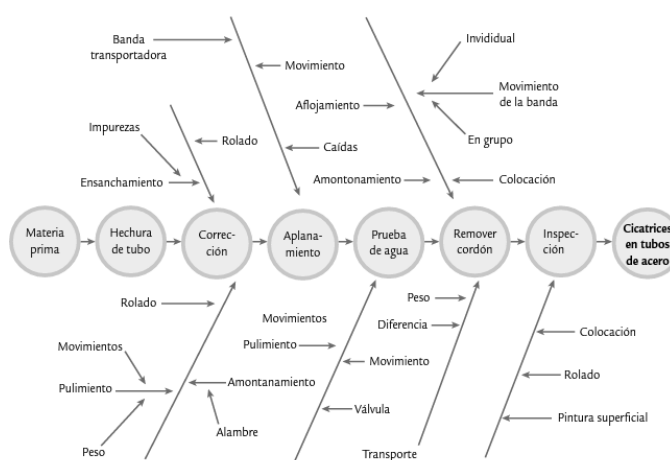 Banda
transportadora
Movimiento
Caídas
Invididual
Movimiento
de la banda
Aflojamiento
En grupo
Amontonamiento
Colocación
Impurezas
Rolado
Ensanchamiento
Materia
prima
Hechura
de tubo
Correc-
ción
Aplana-
miento
Prueba
de agua
Remover
cordón
Inspec-
ción
Cicatrices
en tubos
de acero
Rolado
Movimientos
Pulimiento
Peso
Amontanamiento
Alambre
Movimientos
Pulimiento
Movimiento
Válvula
Peso
Diferencia
Transporte
Colocación
Rolado
Pintura superficial